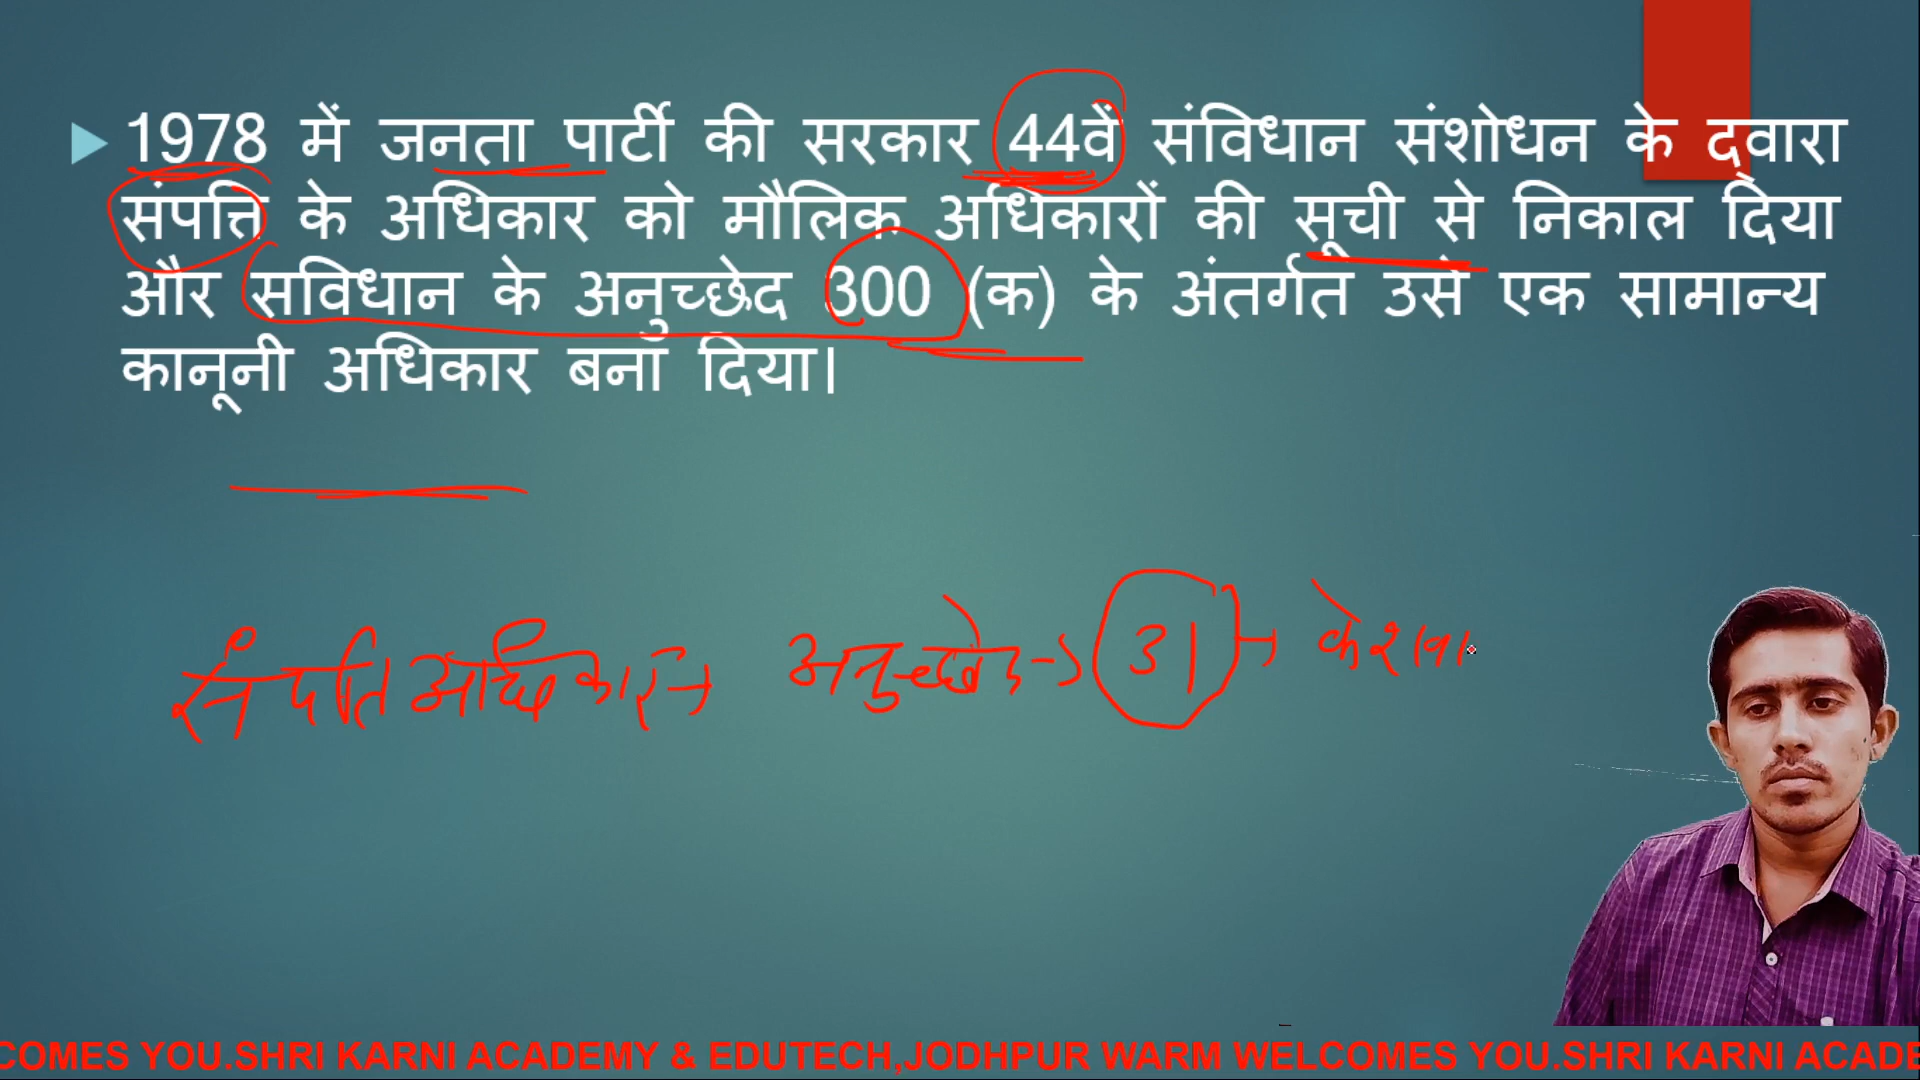 1978 में जनता पार्टी की सरकार 44वें संविधान संशोधन के द्वारा
संपत्ति के अधिकार को मौलिक अधिकारों की सूची से निकाल दिया
और सविधान के अनुच्छेद 300 (क) के अंतर्गत उसे एक सामान्य
कानूनी अधिकार बना दिया।
संपत्ति अधिकार → अनुच्छेद → 31 →
COMES YOU.SHRI KARNI ACADEMY & EDUTECH,JODHPUR WARM WELCOMES YOU.SHRI KARNI ACADE